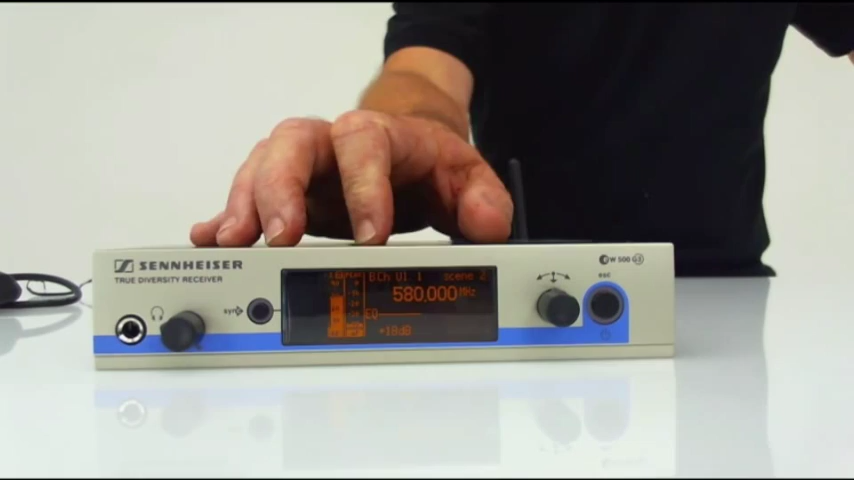 SENNHEISER
TRUE DIVERSITY RECEIVER
ew 500 G3
esc
sync
B.Ch U1 1 scene 2
580.000 MHz
EQ
+18dB